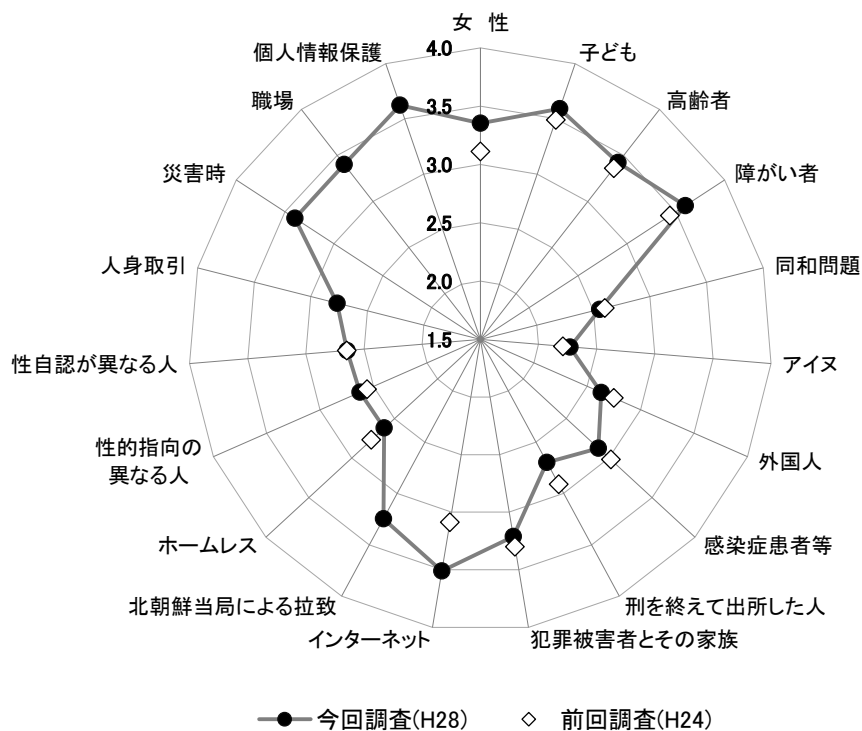 女 性
子ども
高齢者
障がい者
同和問題
アイヌ
外国人
感染症患者等
刑を終えて出所した人
犯罪被害者とその家族
インターネット
北朝鮮当局による拉致
ホームレス
性的指向の
異なる人
性自認が異なる人
人身取引
災害時
職場
個人情報保護
4.0
3.5
3.0
2.5
2.0
1.5
今回調査(H28)
前回調査(H24)